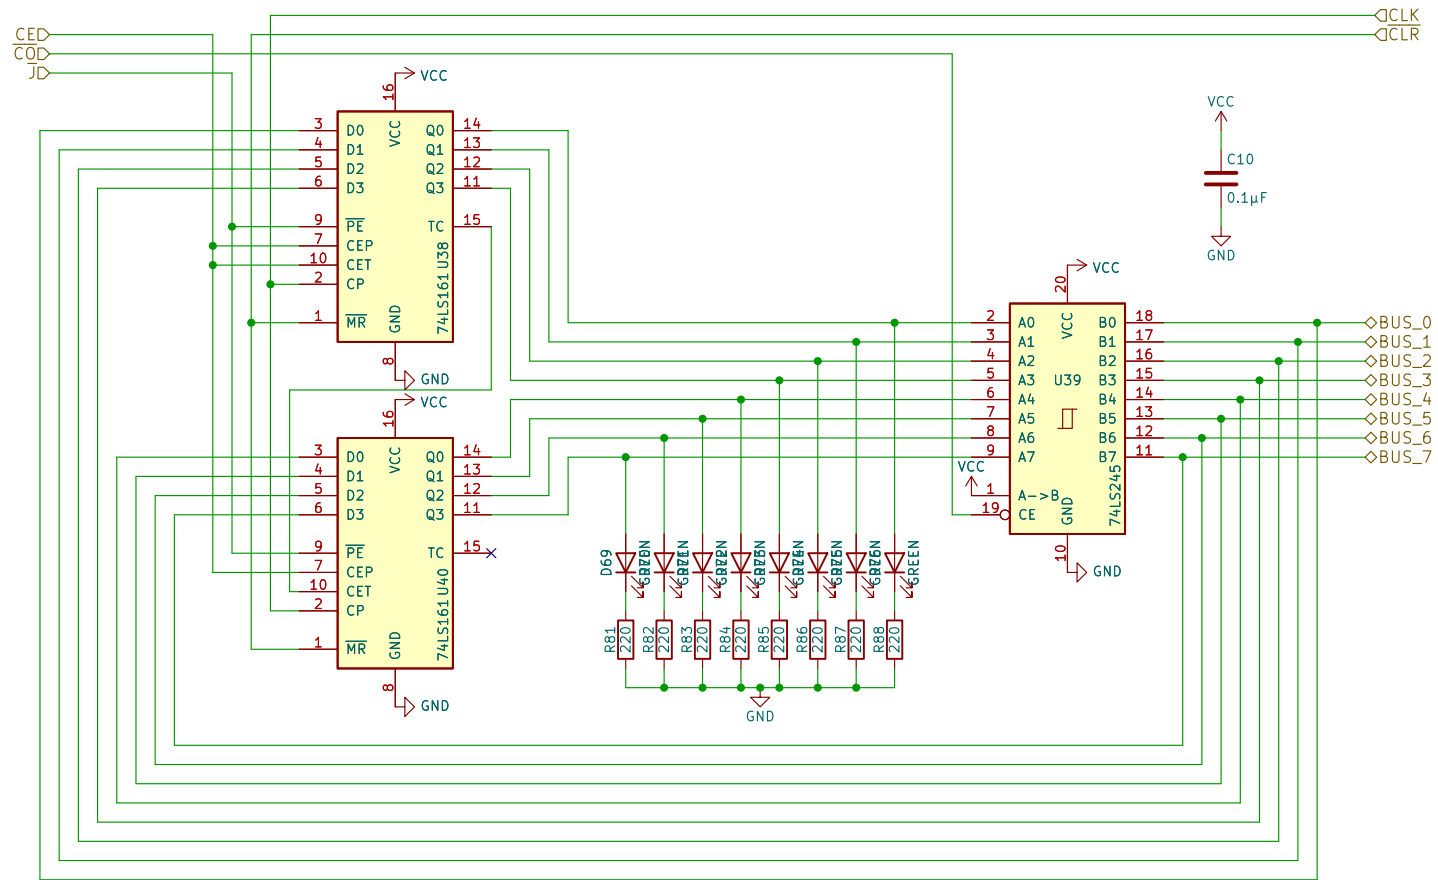 CLK
CE
CLR
CO
J
VCC
16
VCC
3 D0 VCC Q0 14
4 D1 Q1 13
5 D2 Q2 12
6 D3 Q3 11
C10
0.1µF
9 PE TC 15
7 CEP
10 CET
2 CP
U38
74LS161
GND
1 MR
GND
VCC
20
8
GND
2 A0 VCC B0 18 BUS_0
3 A1 B1 17 BUS_1
4 A2 B2 16 BUS_2
5 A3 U39 B3 15 BUS_3
6 A4 B4 14 BUS_4
7 A5 B5 13 BUS_5
8 A6 B6 12 BUS_6
9 A7 B7 11 BUS_7
VCC
1 A->B
19 CE
GND
74LS245
10
GND
VCC
16
3 D0 VCC Q0 14
4 D1 Q1 13
5 D2 Q2 12
6 D3 Q3 11
9 PE TC 15
7 CEP
10 CET
2 CP
U40
74LS161
GND
1 MR
8
GND
D69
GREEN
R81 220
R82 220
R83 220
R84 220
R85 220
R86 220
R87 220
R88 220
GND